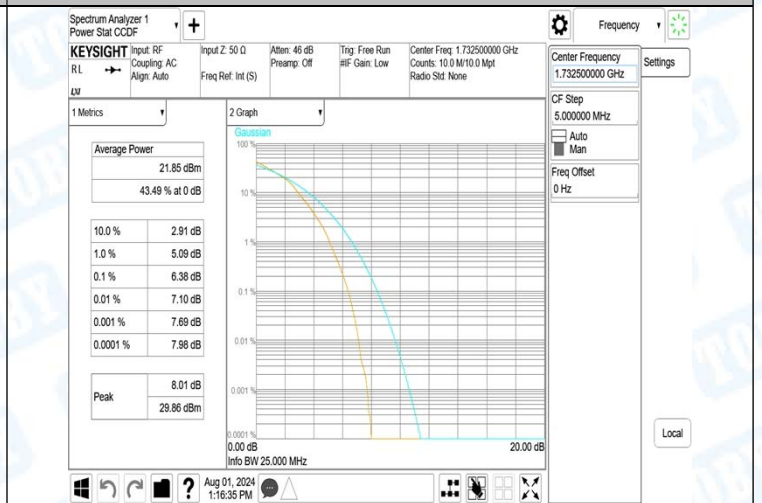 Spectrum Analyzer 1
Power Stat CCDF
+
Frequency
KEYSIGHT
RL
Input: RF
Coupling: AC
Align: Auto
Input Z: 50 Ω
Freq Ref: Int (S)
Atten: 46 dB
Preamp: Off
Trig: Free Run
#IF Gain: Low
Center Freq: 1.732500000 GHz
Counts: 10.0 M/10.0 Mpt
Radio Std: None
Center Frequency
1.732500000 GHz
Settings
CF Step
5.000000 MHz
Auto
Man
Freq Offset
0 Hz
1 Metrics
2 Graph
Average Power
21.85 dBm
43.49 % at 0 dB
10.0 % 2.91 dB
1.0 % 5.09 dB
0.1 % 6.38 dB
0.01 % 7.10 dB
0.001 % 7.69 dB
0.0001 % 7.98 dB
Peak
8.01 dB
29.86 dBm
Gaussian
100 %
10 %
1 %
0.1 %
0.01 %
0.001 %
0.0001 %
0.00 dB
20.00 dB
Info BW 25.000 MHz
Local
?
Aug 01, 2024
1:16:35 PM